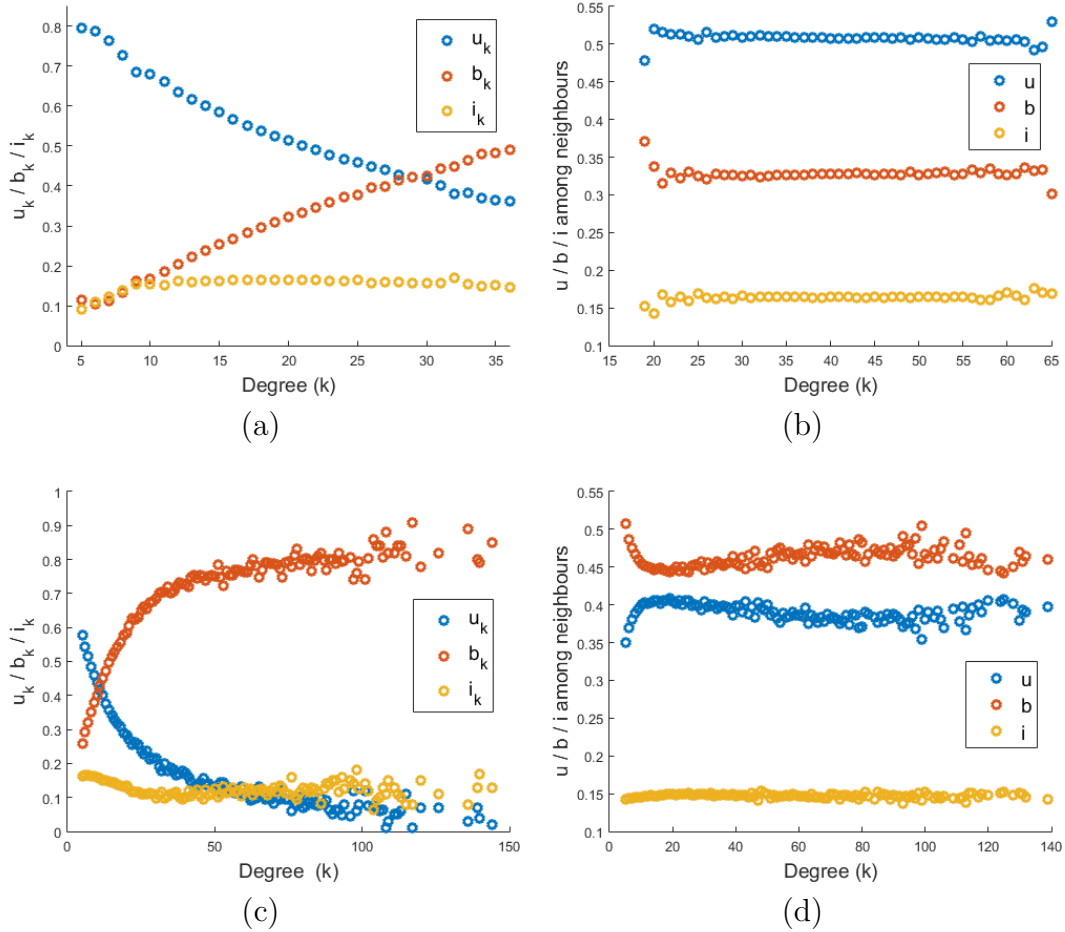 0.8
0.7
0.6
0.5
0.4
0.3
0.2
0.1
0
u_k / b_k / i_k
u_k
b_k
i_k
5 10 15 20 25 30 35
Degree (k)
(a)
0.55
0.5
0.45
0.4
0.35
0.3
0.25
0.2
0.15
0.1
u / b / i among neighbours
u
b
i
15 20 25 30 35 40 45 50 55 60 65
Degree (k)
(b)
1
0.9
0.8
0.7
0.6
0.5
0.4
0.3
0.2
0.1
0
u_k / b_k / i_k
u_k
b_k
i_k
0 50 100 150
Degree (k)
(c)
0.55
0.5
0.45
0.4
0.35
0.3
0.25
0.2
0.15
0.1
u / b / i among neighbours
u
b
i
0 20 40 60 80 100 120 140
Degree (k)
(d)